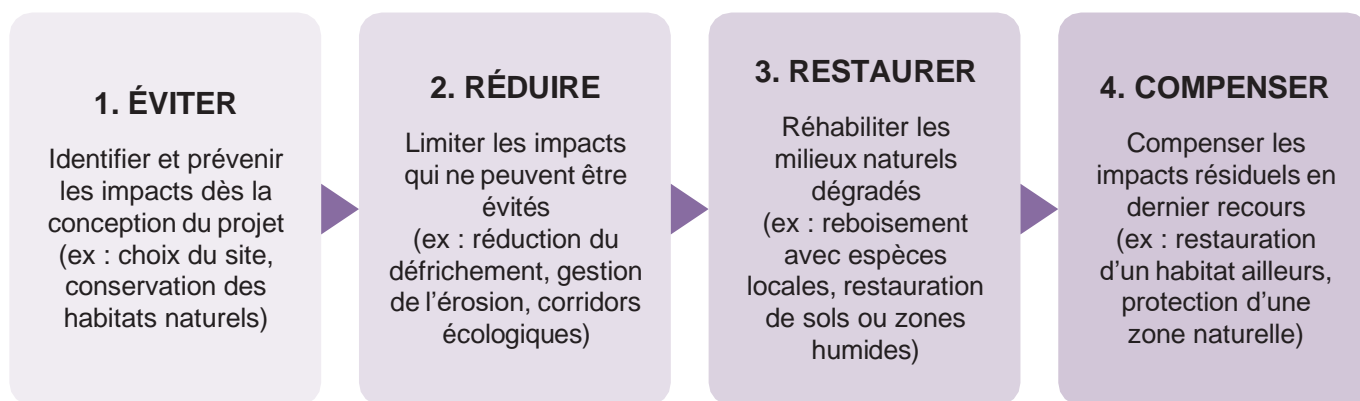 1. ÉVITER
Identifier et prévenir
les impacts dès la
conception du projet
(ex : choix du site,
conservation des
habitats naturels)
2. RÉDUIRE
Limiter les impacts
qui ne peuvent être
évités
(ex : réduction du
défrichement, gestion
de l’érosion, corridors
écologiques)
3. RESTAURER
Réhabiliter les
milieux naturels
dégradés
(ex : reboisement
avec espèces
locales, restauration
de sols ou zones
humides)
4. COMPENSER
Compenser les
impacts résiduels en
dernier recours
(ex : restauration
d’un habitat ailleurs,
protection d’une
zone naturelle)